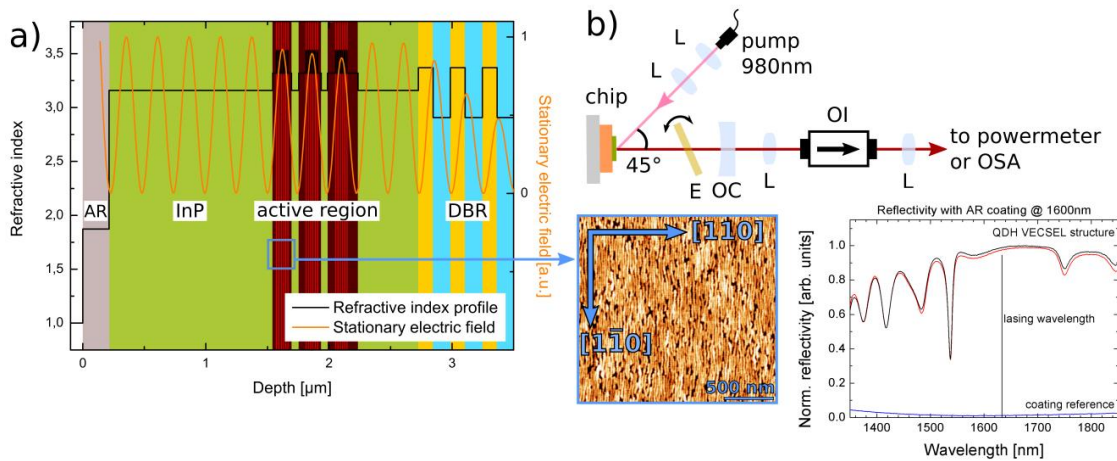 a)
3,5
3,0
2,5
2,0
1,5
1,0
Refractive index
AR
InP
active region
DBR
Refractive index profile
Stationary electric field
0
1
2
3
Depth [µm]
1
0
Stationary electric
field [a.u.]
b)
L
pump
980nm
chip
45°
E
OC
L
OI
L
to powermeter
or OSA
[110]
[11̄0]
500 nm
Reflectivity with AR coating @ 1600nm
QDH VECSEL structure
lasing wavelength
coating reference
1.0
0.8
0.6
0.4
0.2
0.0
Norm. reflectivity [arb. units]
1400
1500
1600
1700
1800
Wavelength [nm]